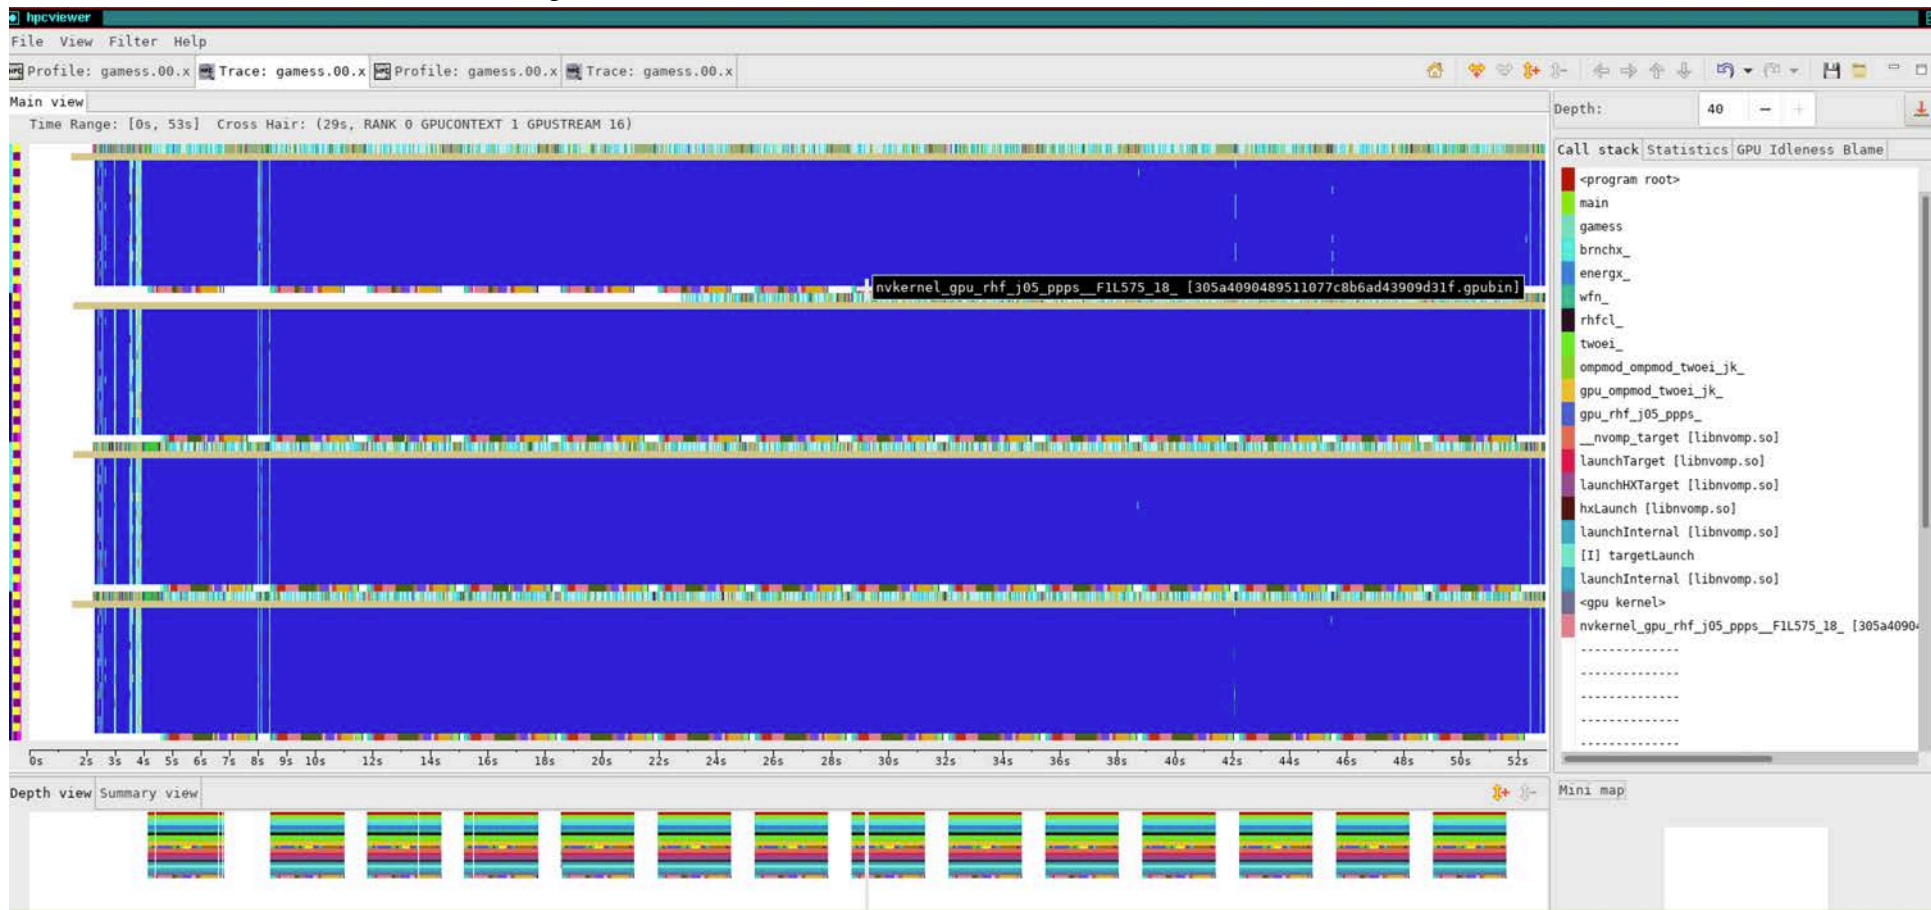 hpcviewer
File View Filter Help
Profile: gamess.00.x Trace: gamess.00.x Profile: gamess.00.x Trace: gamess.00.x
Main view
Time Range: [0s, 53s] Cross Hair: (29s, RANK 0 GPUCONTEXT 1 GPUSTREAM 16)
nvkernel_gpu_rhf_j05_ppps__F1L575_18_ [305a4090489511077c8b6ad43909d31f.gpubin]
0s 2s 3s 4s 5s 6s 7s 8s 9s 10s 12s 14s 16s 18s 20s 22s 24s 26s 28s 30s 32s 34s 36s 38s 40s 42s 44s 46s 48s 50s 52s
Depth view Summary view
Depth: 40 - +
Call stack Statistics GPU Idleness Blame
<program root>
main
gamess
brnchx_
energx_
wfn_
rhfcl_
twoei_
ompmod_ompmod_twoei_jk_
gpu_ompmod_twoei_jk_
gpu_rhf_j05_ppps_
__nvomp_target [libnvomp.so]
launchTarget [libnvomp.so]
launchHXTarget [libnvomp.so]
hxLaunch [libnvomp.so]
launchInternal [libnvomp.so]
[I] targetLaunch
launchInternal [libnvomp.so]
<gpu kernel>
nvkernel_gpu_rhf_j05_ppps__F1L575_18_ [305a4090
--------------
--------------
--------------
--------------
--------------
Mini map